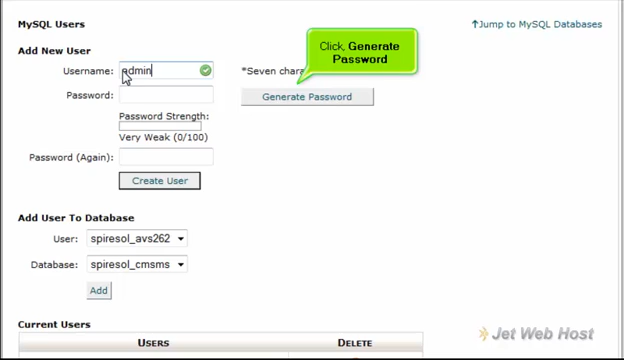 MySQL Users
Jump to MySQL Databases
Add New User
Click, Generate Password
Username: admin
*Seven
Password:
Generate Password
Password Strength:
Very Weak (0/100)
Password (Again):
Create User
Add User To Database
User: spiresol_avs262
Database: spiresol_cmsms
Add
Current Users
Jet Web Host
USERS DELETE